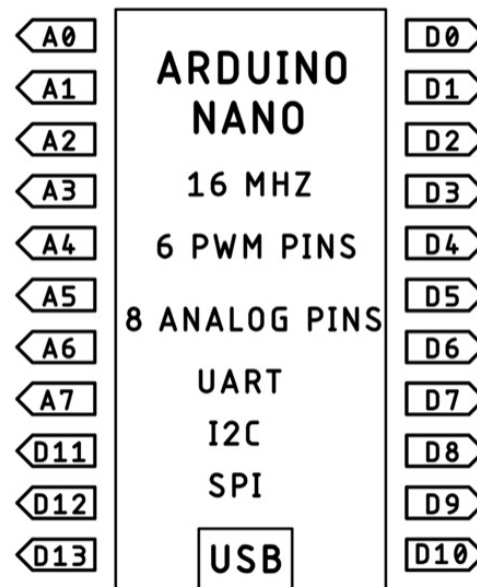 A0
A1
A2
A3
A4
A5
A6
A7
D11
D12
D13
ARDUINO
NANO
16 MHZ
6 PWM PINS
8 ANALOG PINS
UART
I2C
SPI
USB
D0
D1
D2
D3
D4
D5
D6
D7
D8
D9
D10